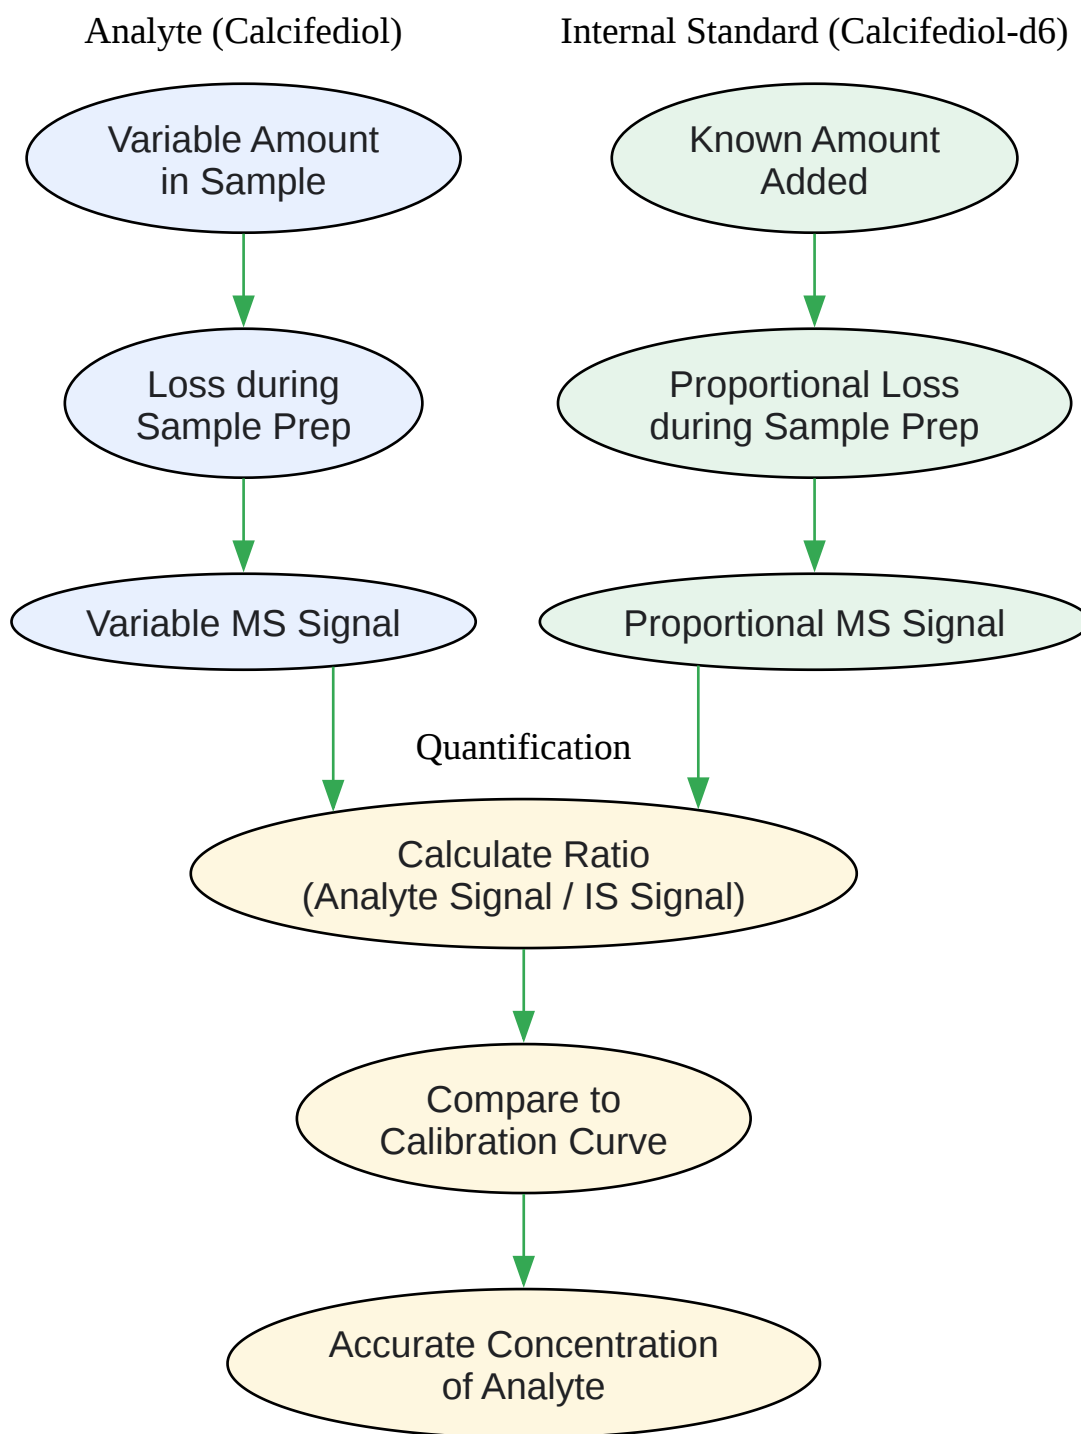 Analyte (Calcifediol)
Variable Amount
in Sample
Loss during
Sample Prep
Variable MS Signal
Internal Standard (Calcifediol-d6)
Known Amount
Added
Proportional Loss
during Sample Prep
Proportional MS Signal
Quantification
Calculate Ratio
(Analyte Signal / IS Signal)
Compare to
Calibration Curve
Accurate Concentration
of Analyte